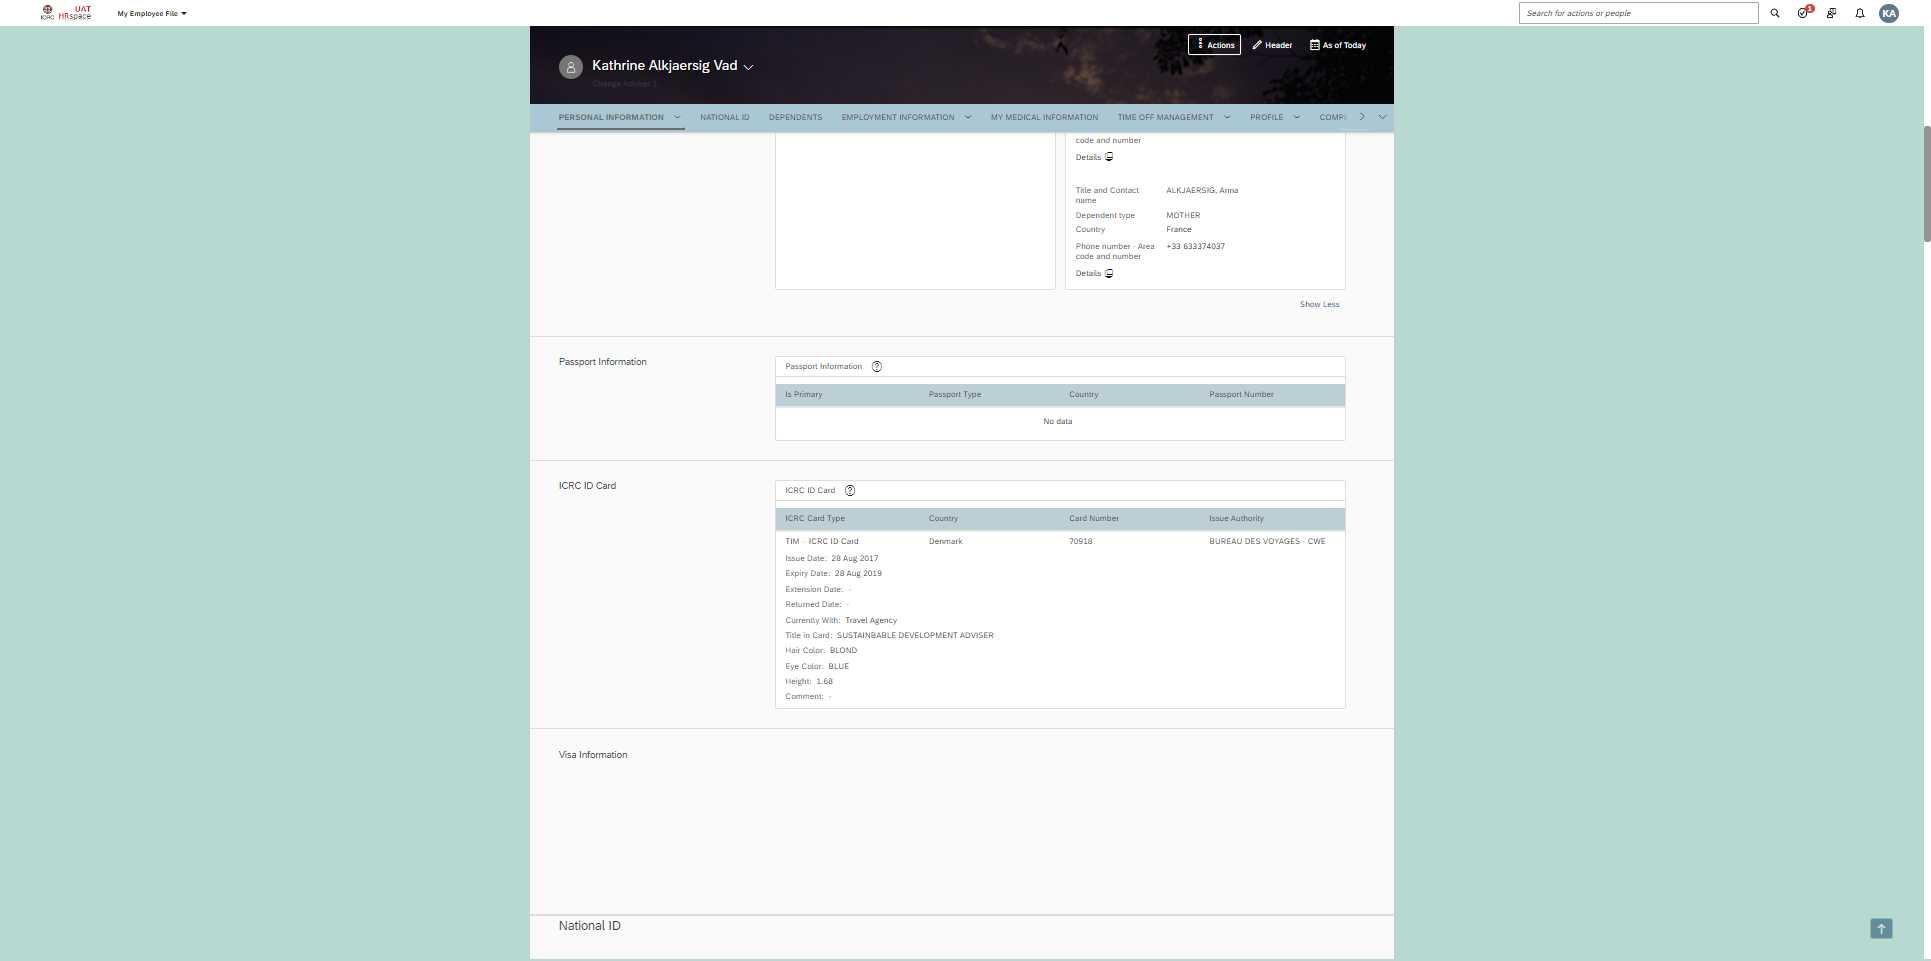 ICRC
UAT
HRspace
My Employee File
Search for actions or people
1
KA
Actions
Header
As of Today
Kathrine Alkjaersig Vad
Change Adviser 1
PERSONAL INFORMATION
NATIONAL ID
DEPENDENTS
EMPLOYMENT INFORMATION
MY MEDICAL INFORMATION
TIME OFF MANAGEMENT
PROFILE
COMPE
code and number
Details
Title and Contact name
ALKJAERSIG, Anna
Dependent type MOTHER
Country France
Phone number - Area code and number
+33 633374037
Details
Show Less
Passport Information
Passport Information ?
Is Primary Passport Type Country Passport Number
No data
ICRC ID Card
ICRC ID Card ?
ICRC Card Type Country Card Number Issue Authority
TIM - ICRC ID Card Denmark 70918 BUREAU DES VOYAGES - CWE
Issue Date: 28 Aug 2017
Expiry Date: 28 Aug 2019
Extension Date: -
Returned Date: -
Currently With: Travel Agency
Title in Card: SUSTAINBABLE DEVELOPMENT ADVISER
Hair Color: BLOND
Eye Color: BLUE
Height: 1.68
Comment: -
Visa Information
National ID